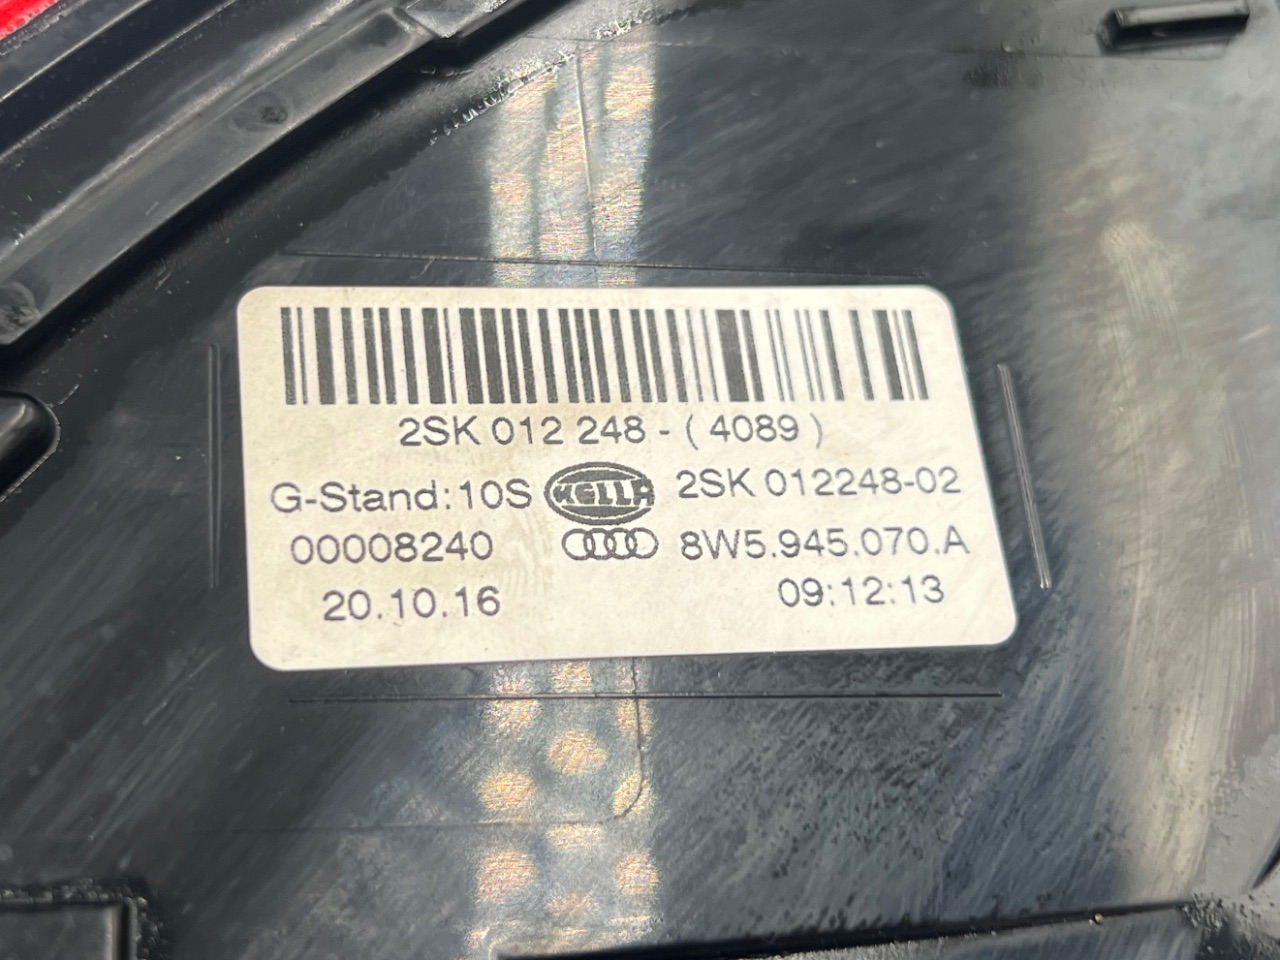 2SK 012 248 - ( 4089 )
G-Stand: 10S HELLA 2SK 012248-02
00008240 8W5.945.070.A
20.10.16 09:12:13